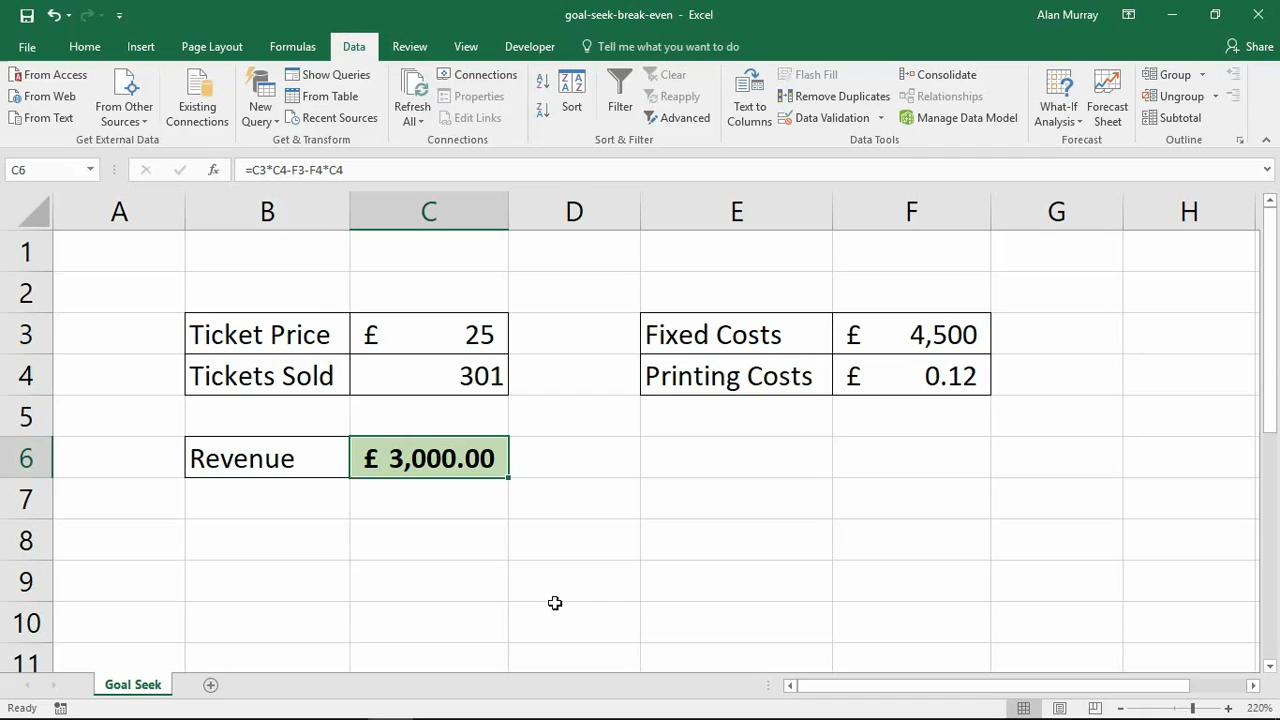 goal-seek-break-even - Excel
Alan Murray
File Home Insert Page Layout Formulas Data Review View Developer Tell me what you want to do Share
From Access
From Web
From Text
From Other Sources
Existing Connections
Get External Data
New Query
Show Queries
From Table
Recent Sources
Get & Transform
Refresh All
Connections
Properties
Edit Links
Connections
Sort
Filter
Clear
Reapply
Advanced
Sort & Filter
Text to Columns
Flash Fill
Remove Duplicates
Data Validation
Consolidate
Relationships
Manage Data Model
Data Tools
What-If Analysis
Forecast Sheet
Forecast
Group
Ungroup
Subtotal
Outline
C6 fx =C3*C4-F3-F4*C4
A B C D E F G H
1
2
3 Ticket Price £ 25 Fixed Costs £ 4,500
4 Tickets Sold 301 Printing Costs £ 0.12
5
6 Revenue £ 3,000.00
7
8
9
10
11
Goal Seek
Ready 220%